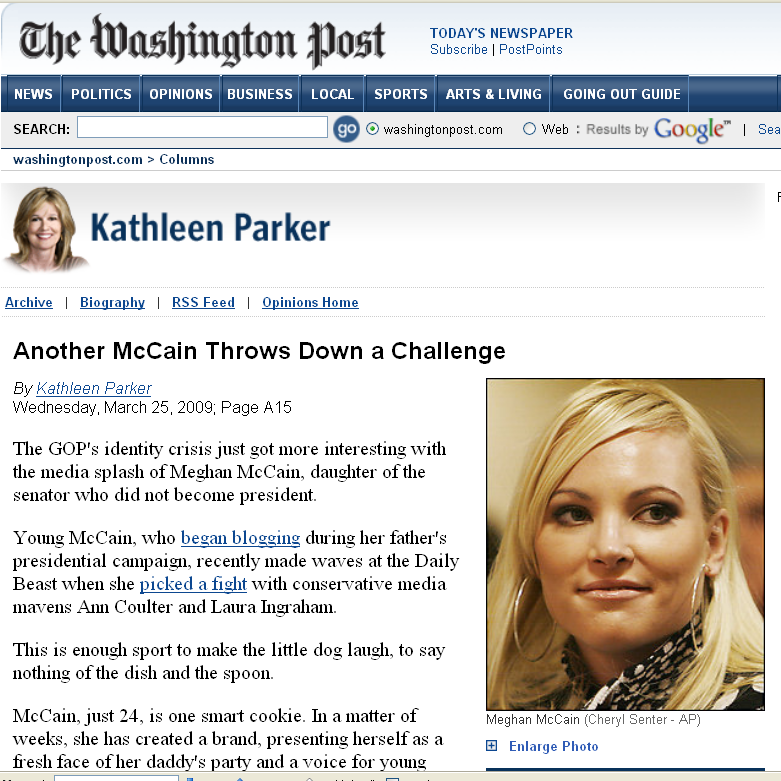 The Washington Post
TODAY'S NEWSPAPER
Subscribe | PostPoints
NEWS POLITICS OPINIONS BUSINESS LOCAL SPORTS ARTS & LIVING GOING OUT GUIDE
SEARCH: go washingtonpost.com Web : Results by Google™ | Sea
washingtonpost.com > Columns
Kathleen Parker
Archive | Biography | RSS Feed | Opinions Home
Another McCain Throws Down a Challenge
By Kathleen Parker
Wednesday, March 25, 2009; Page A15
The GOP's identity crisis just got more interesting with
the media splash of Meghan McCain, daughter of the
senator who did not become president.
Young McCain, who began blogging during her father's
presidential campaign, recently made waves at the Daily
Beast when she picked a fight with conservative media
mavens Ann Coulter and Laura Ingraham.
This is enough sport to make the little dog laugh, to say
nothing of the dish and the spoon.
McCain, just 24, is one smart cookie. In a matter of
weeks, she has created a brand, presenting herself as a
fresh face of her daddy's party and a voice for young
Meghan McCain (Cheryl Senter - AP)
Enlarge Photo